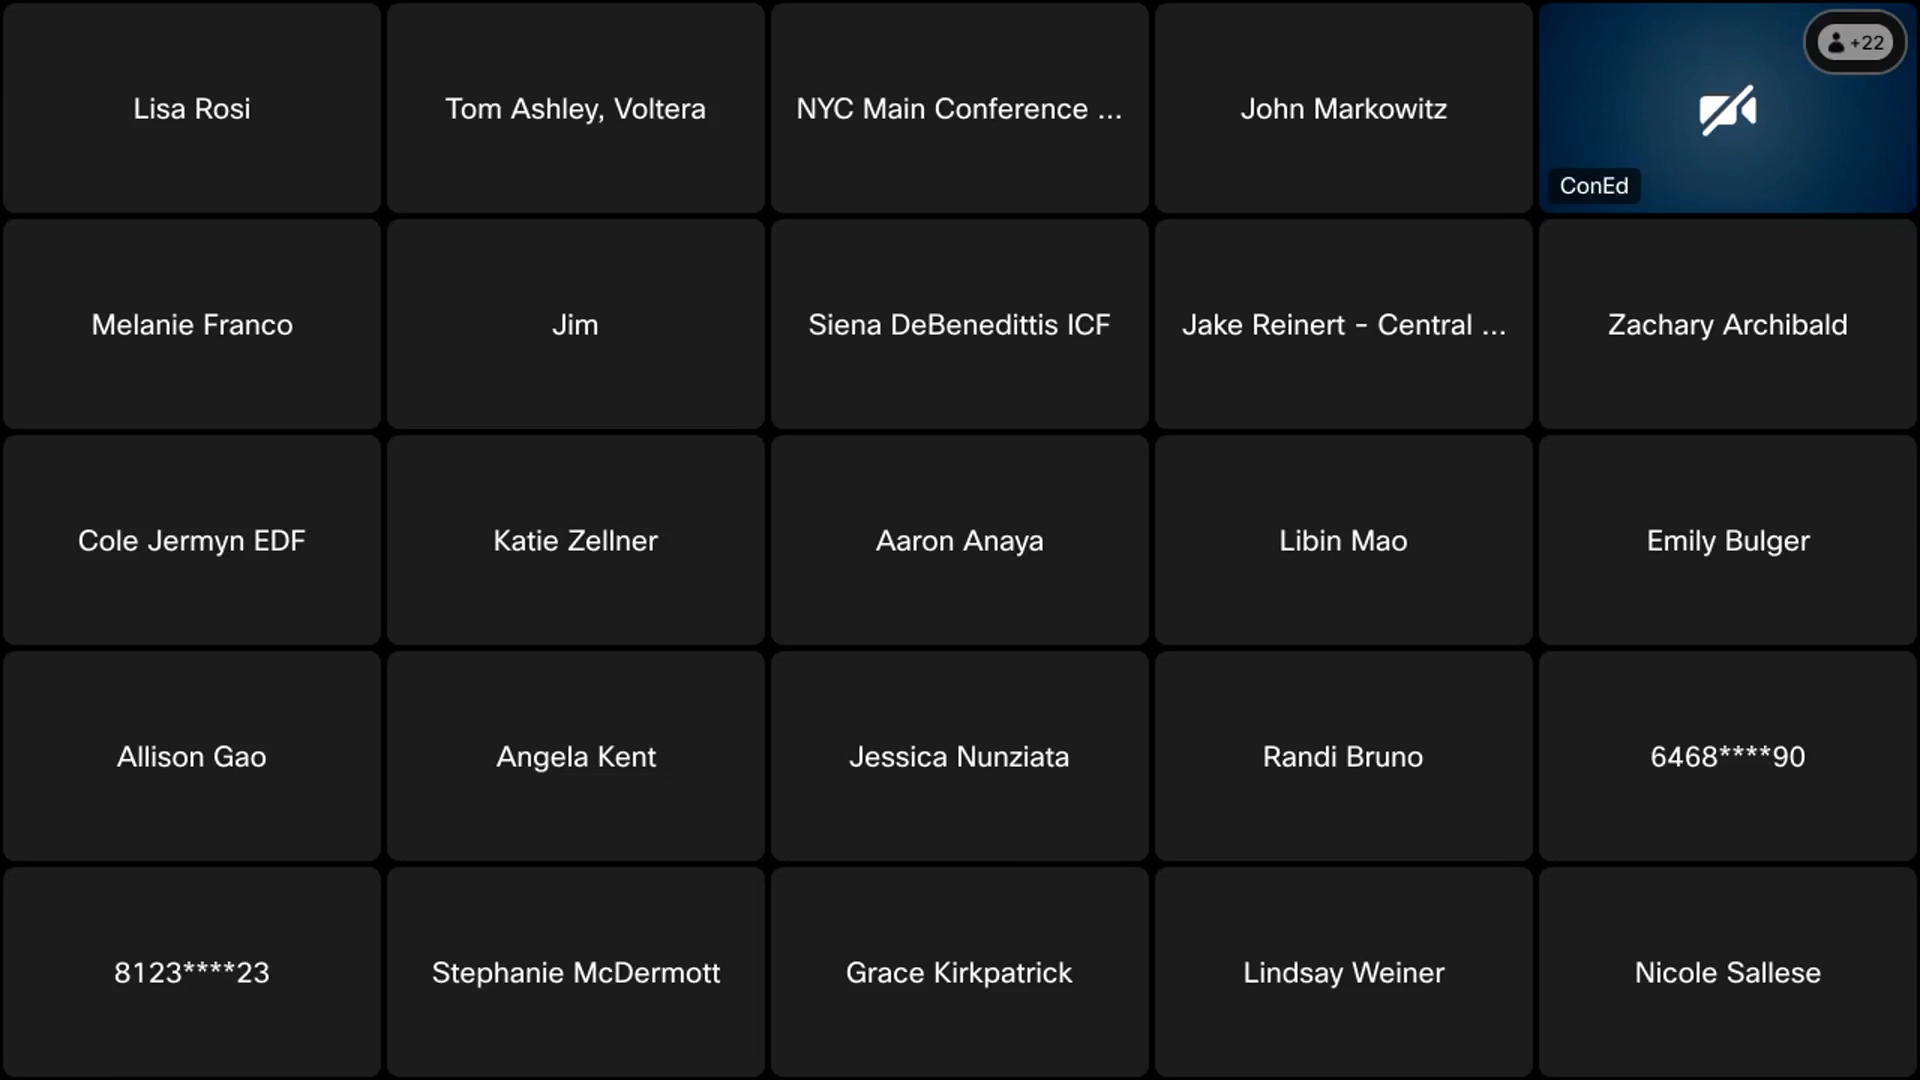 Lisa Rosi
Tom Ashley, Voltera
NYC Main Conference ...
John Markowitz
+22
ConEd
Melanie Franco
Jim
Siena DeBenedittis ICF
Jake Reinert - Central ...
Zachary Archibald
Cole Jermyn EDF
Katie Zellner
Aaron Anaya
Libin Mao
Emily Bulger
Allison Gao
Angela Kent
Jessica Nunziata
Randi Bruno
6468****90
8123****23
Stephanie McDermott
Grace Kirkpatrick
Lindsay Weiner
Nicole Sallese